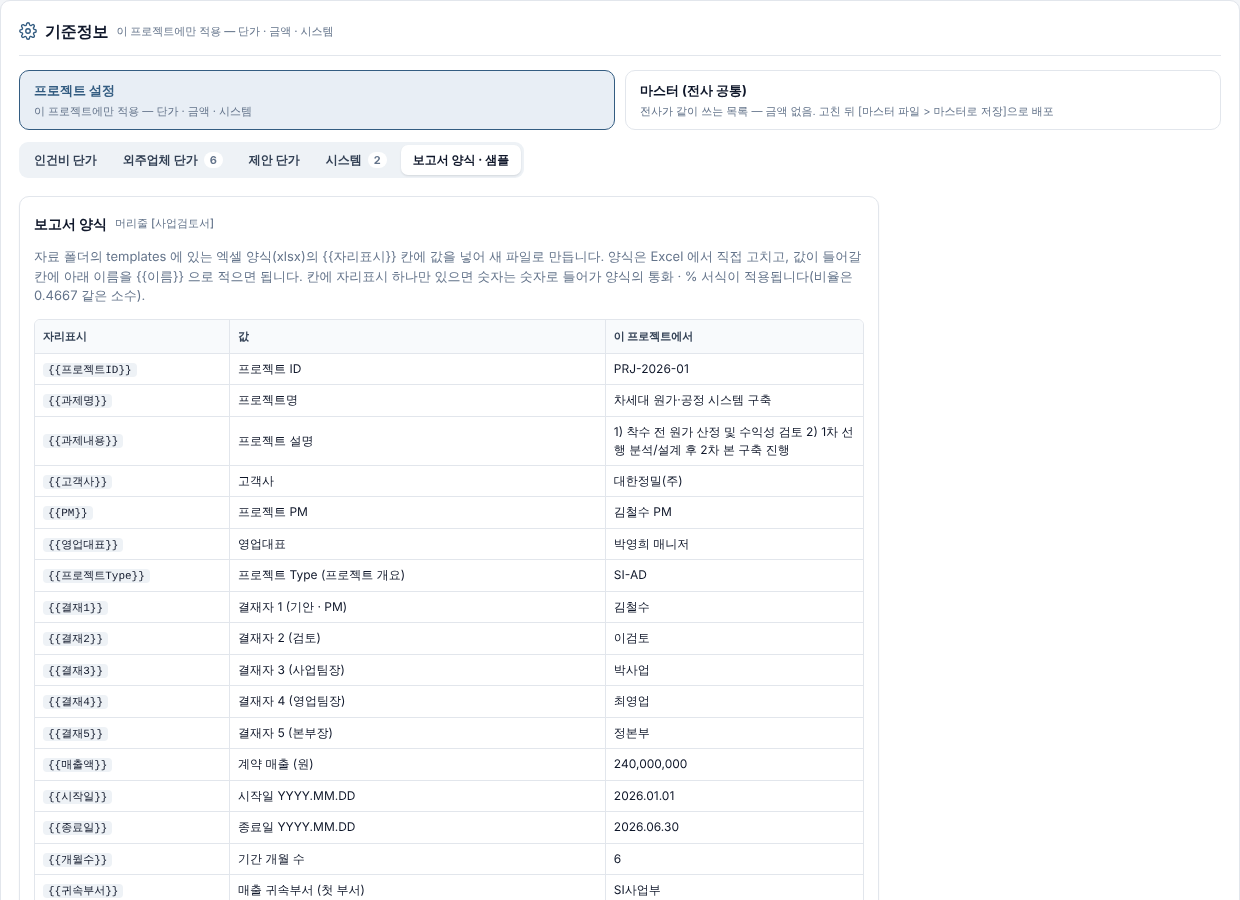 기준정보 이 프로젝트에만 적용 — 단가 · 금액 · 시스템
프로젝트 설정
이 프로젝트에만 적용 — 단가 · 금액 · 시스템
마스터 (전사 공통)
전사가 같이 쓰는 목록 — 금액 없음. 고친 뒤 [마스터 파일 > 마스터로 저장]으로 배포
인건비 단가 외주업체 단가 6 제안 단가 시스템 2 보고서 양식 · 샘플
보고서 양식 머리줄 [사업검토서]
자료 폴더의 templates 에 있는 엑셀 양식(xlsx)의 {{자리표시}} 칸에 값을 넣어 새 파일로 만듭니다. 양식은 Excel 에서 직접 고치고, 값이 들어갈
칸에 아래 이름을 {{이름}} 으로 적으면 됩니다. 칸에 자리표시 하나만 있으면 숫자는 숫자로 들어가 양식의 통화 · % 서식이 적용됩니다(비율은
0.4667 같은 소수).
자리표시 값 이 프로젝트에서
{{프로젝트ID}} 프로젝트 ID PRJ-2026-01
{{과제명}} 프로젝트명 차세대 원가·공정 시스템 구축
{{과제내용}} 프로젝트 설명 1) 착수 전 원가 산정 및 수익성 검토 2) 1차 선
행 분석/설계 후 2차 본 구축 진행
{{고객사}} 고객사 대한정밀(주)
{{PM}} 프로젝트 PM 김철수 PM
{{영업대표}} 영업대표 박영희 매니저
{{프로젝트Type}} 프로젝트 Type (프로젝트 개요) SI-AD
{{결재1}} 결재자 1 (기안 · PM) 김철수
{{결재2}} 결재자 2 (검토) 이검토
{{결재3}} 결재자 3 (사업팀장) 박사업
{{결재4}} 결재자 4 (영업팀장) 최영업
{{결재5}} 결재자 5 (본부장) 정본부
{{매출액}} 계약 매출 (원) 240,000,000
{{시작일}} 시작일 YYYY.MM.DD 2026.01.01
{{종료일}} 종료일 YYYY.MM.DD 2026.06.30
{{개월수}} 기간 개월 수 6
{{귀속부서}} 매출 귀속부서 (첫 부서) SI사업부